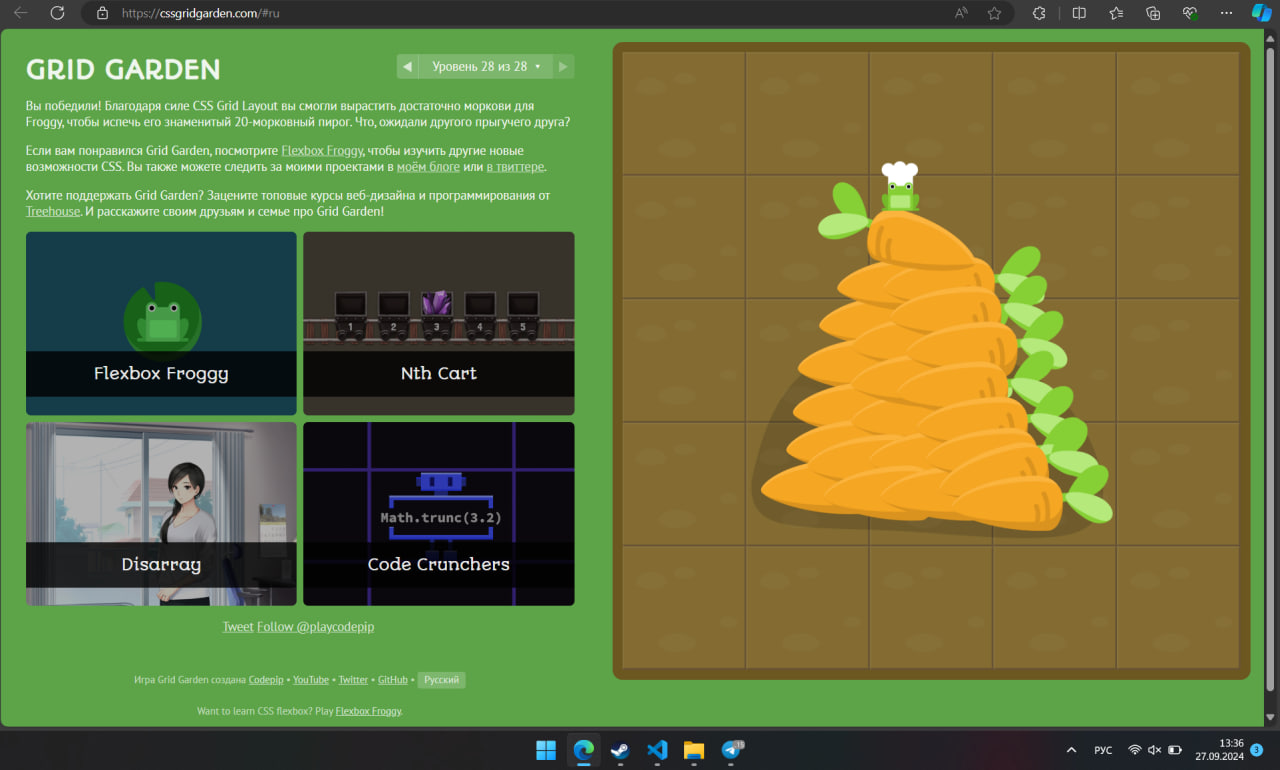 https://cssgridgarden.com/#ru
GRID GARDEN
Уровень 28 из 28
Вы победили! Благодаря силе CSS Grid Layout вы смогли вырастить достаточно моркови для
Froggy, чтобы испечь его знаменитый 20-морковный пирог. Что, ожидали другого прыгучего друга?
Если вам понравился Grid Garden, посмотрите Flexbox Froggy, чтобы изучить другие новые
возможности CSS. Вы также можете следить за моими проектами в моём блоге или в твиттере.
Хотите поддержать Grid Garden? Зацените топовые курсы веб-дизайна и программирования от
Treehouse. И расскажите своим друзьям и семье про Grid Garden!
Flexbox Froggy
1 2 3 4 5
Nth Cart
Disarray
Math.trunc(3.2)
Code Crunchers
Tweet Follow @playcodepip
Игра Grid Garden создана Codepip • YouTube • Twitter • GitHub • Русский
Want to learn CSS flexbox? Play Flexbox Froggy.
РУС
13:36
27.09.2024
3